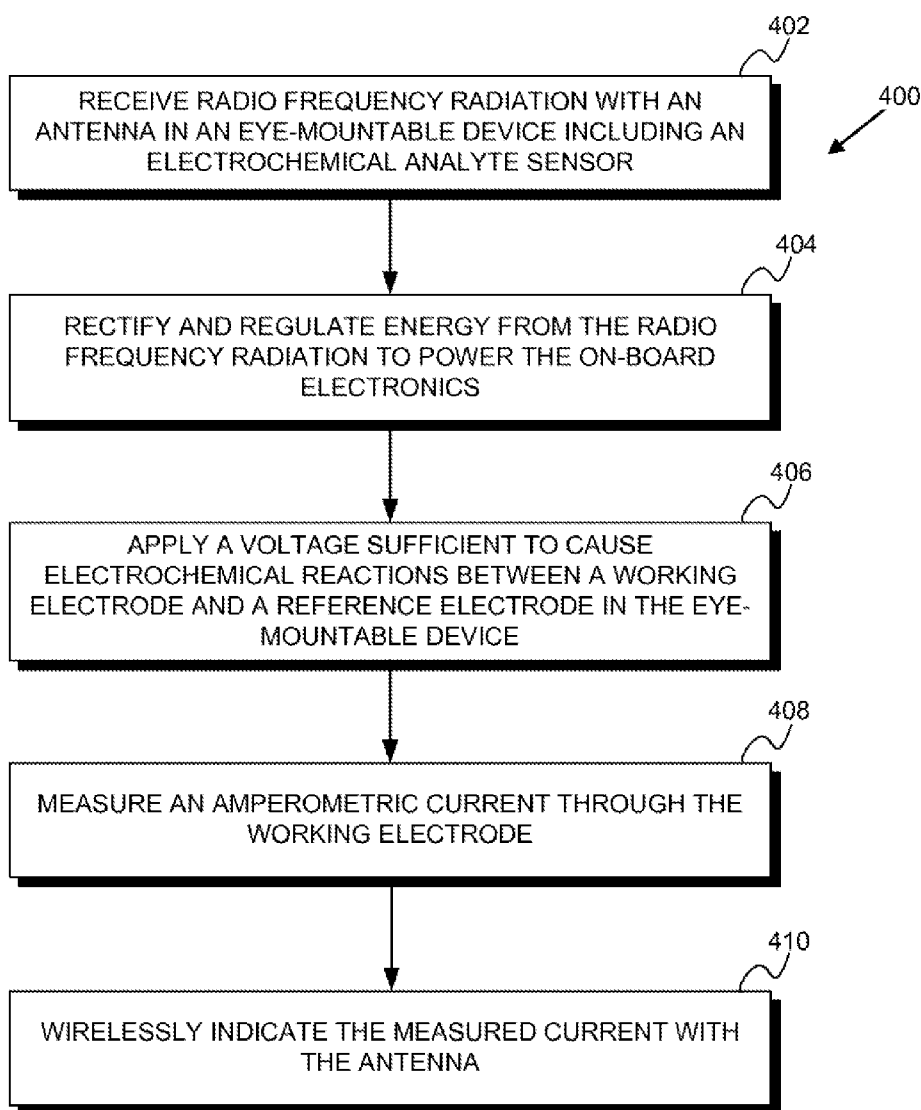 402
400
RECEIVE RADIO FREQUENCY RADIATION WITH AN
ANTENNA IN AN EYE-MOUNTABLE DEVICE INCLUDING AN
ELECTROCHEMICAL ANALYTE SENSOR
404
RECTIFY AND REGULATE ENERGY FROM THE RADIO
FREQUENCY RADIATION TO POWER THE ON-BOARD
ELECTRONICS
406
APPLY A VOLTAGE SUFFICIENT TO CAUSE
ELECTROCHEMICAL REACTIONS BETWEEN A WORKING
ELECTRODE AND A REFERENCE ELECTRODE IN THE EYE-
MOUNTABLE DEVICE
408
MEASURE AN AMPEROMETRIC CURRENT THROUGH THE
WORKING ELECTRODE
410
WIRELESSLY INDICATE THE MEASURED CURRENT WITH
THE ANTENNA